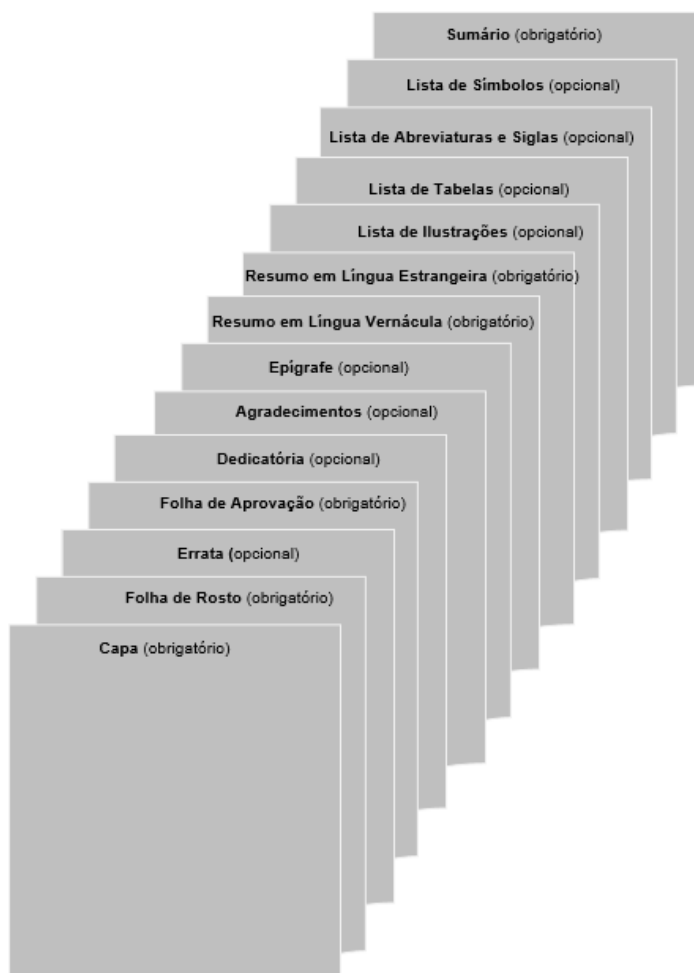 Sumário (obrigatório)
Lista de Símbolos (opcional)
Lista de Abreviaturas e Siglas (opcional)
Lista de Tabelas (opcional)
Lista de Ilustrações (opcional)
Resumo em Língua Estrangeira (obrigatório)
Resumo em Língua Vernácula (obrigatório)
Epígrafe (opcional)
Agradecimentos (opcional)
Dedicatória (opcional)
Folha de Aprovação (obrigatório)
Errata (opcional)
Folha de Rosto (obrigatório)
Capa (obrigatório)